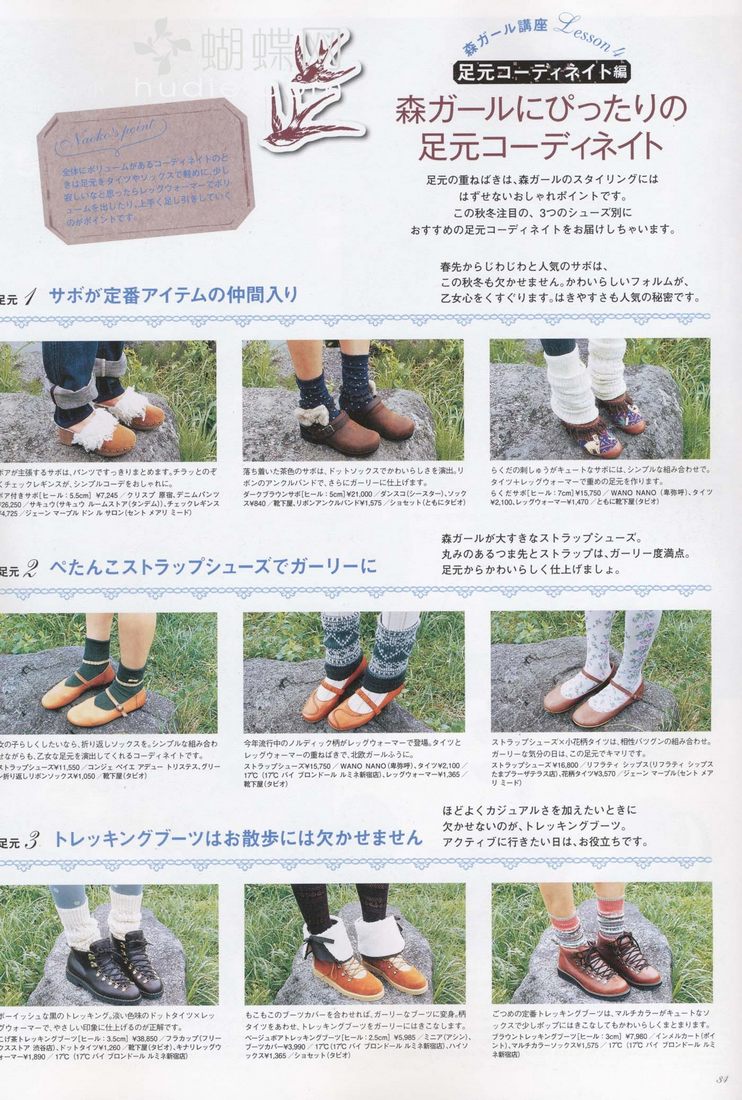 蝴蝶网
森ガール講座 Lesson 4
足元コーディネイト編
森ガールにぴったりの
足元コーディネイト
足元の重ねばきは、森ガールのスタイリングには
はずせないおしゃれポイントです。
この秋冬注目の、3つのシューズ別に
おすすめの足元コーディネイトをお届けしちゃいます。
Naoko's point
全体にボリュームがあるコーディネイトのと
きは足元をタイツやソックスで軽めに、少し
寂しいなと思ったらレッグウォーマーでボリ
ュームを出したり、上手く足し引きしていく
のがポイントです。
足元 1 サボが定番アイテムの仲間入り
春先からじわじわと人気のサボは、
この秋冬も欠かせません。かわいらしいフォルムが、
乙女心をくすぐります。はきやすさも人気の秘密です。
ボアが主張するサボは、パンツですっきりまとめます。チラッとのぞ
くチェックレギンスが、シンプルコーデをおしゃれに。
ボア付きサボ[ヒール:5.5cm]¥7,245／クリスプ 原宿、デニムパンツ
¥26,250／サキュウ(サキュウ ルームストア(タンデム))、チェックレギンス
¥4,725／ジェーン マープル ドン ルサロン(セント メアリ ミード)
落ち着いた茶色のサボは、ドットソックスでかわいらしさを演出。リ
ボンのアンクルバンドで、さらにガーリーに仕上げます。
ダークブラウンサボ[ヒール:5cm]¥21,000／ダンスコ(シースター)、ソック
ス¥840／靴下屋、リボンアンクルバンド¥1,575／ショセット(ともにタビオ)
らくだの刺しゅうがキュートなサボには、シンプルな組み合わせで。
タイツ＋レッグウォーマーで重めの足元を作ります。
らくだサボ[ヒール:7cm]¥15,750／WANO NANO(卑弥呼)、タイツ
¥2,100、レッグウォーマー¥1,470／ともに靴下屋(タビオ)
足元 2 ぺたんこストラップシューズでガーリーに
森ガールが大すきなストラップシューズ。
丸みのあるつま先とストラップは、ガーリー度満点。
足元からかわいらしく仕上げましょ。
女の子らしくしたいなら、折り返しソックスを。シンプルな組み合わ
せながらも、乙女な足元を演出してくれるコーディネイトです。
ストラップシューズ¥11,550／コンジェ ペイエ アデュー トリステス、グリー
ン折り返しリボンソックス¥1,050／靴下屋(タビオ)
今年流行中のノルディック柄がレッグウォーマーで登場。タイツと
レッグウォーマーの重ねばきで、北欧ガールふうに。
ストラップシューズ¥15,750／WANO NANO(卑弥呼)、タイツ¥2,100／
17℃(17℃ バイ ブロンドール ルミネ新宿店)、レッグウォーマー¥1,365／
靴下屋(タビオ)
ストラップシューズ×小花柄タイツは、相性バツグンの組み合わせ。
ガーリーな気分の日は、この足元でキマリです。
ストラップシューズ¥16,800／リフラティ シップス(リフラティ シップス
たまプラーザテラス店)、花柄タイツ¥3,570／ジェーン マープル(セント メア
リ ミード)
足元 3 トレッキングブーツはお散歩には欠かせません
ほどよくカジュアルさを加えたいときに
欠かせないのが、トレッキングブーツ。
アクティブに行きたい日は、お役立ちです。
ボーイッシュな黒のトレッキング。淡い色味のドットタイツ×レッ
グウォーマーで、やさしい印象に仕上げるのが正解です。
こげ茶トレッキングブーツ[ヒール:3.5cm]¥38,850／フラカップ(フリー
クスストア 渋谷店)、ドットタイツ¥1,260／靴下屋(タビオ)、キナリレッグウ
ォーマー¥1,890／17℃(17℃ バイ ブロンドール ルミネ新宿店)
もこもこのブーツカバーを合わせれば、ガーリーなブーツに変身。柄
タイツをあわせ、トレッキングブーツをガーリーにはきこなします。
ベージュボアトレッキングブーツ[ヒール:2.5cm]¥5,985／ミニア(アシーン)、
ブーツカバー¥3,990／17℃(17℃ バイ ブロンドール ルミネ新宿店)、ハイソ
ックス¥1,365／ショセット(タビオ)
ごつめの定番トレッキングブーツは、マルチカラーがキュートなソ
ックスで少しポップにはきこなしてもかわいらしくまとまります。
ブラウントレッキングブーツ[ヒール:3cm]¥7,980／インメルカート(ポイ
ント)、マルチカラーソックス¥1,575／17℃(17℃ バイ ブロンドール ルミ
ネ新宿店)
34